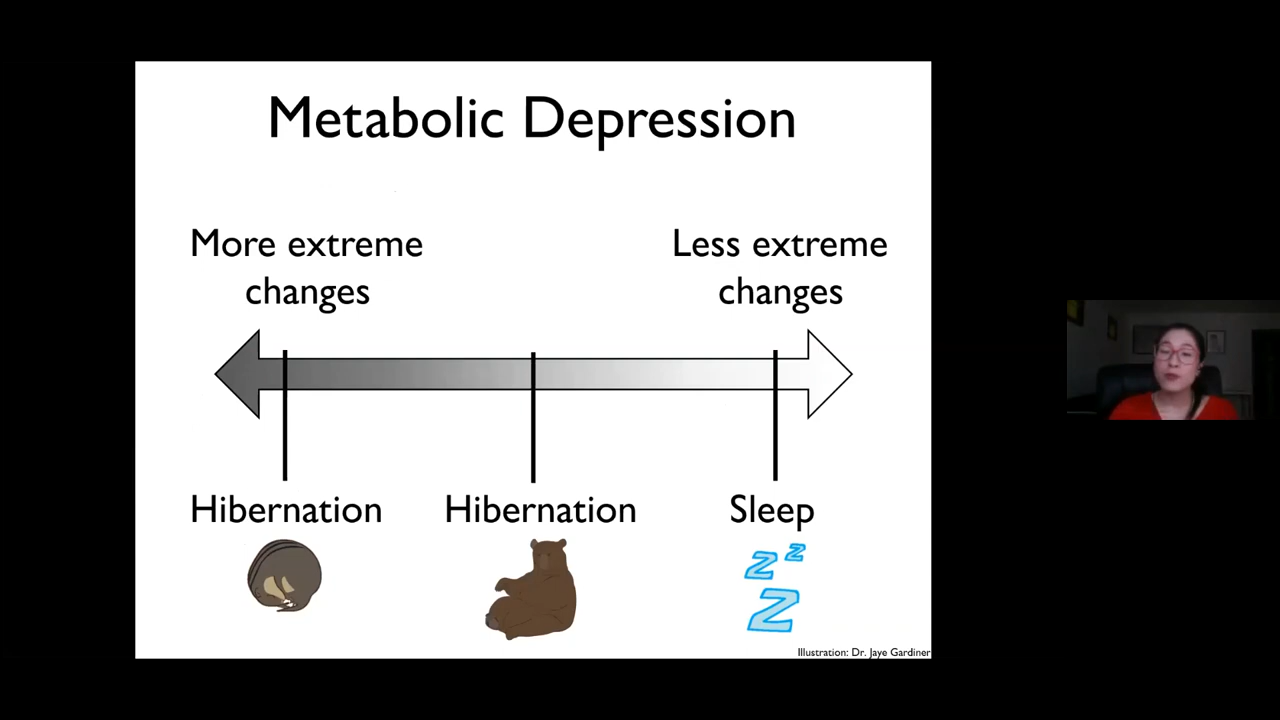 Metabolic Depression
More extreme
changes
Less extreme
changes
Hibernation
Hibernation
Sleep
z z
Z
Illustration: Dr. Jaye Gardiner